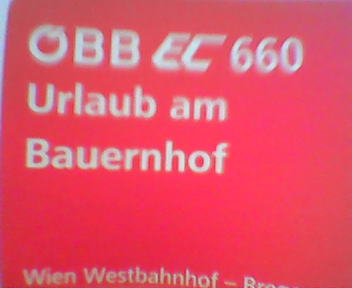 ÖBB EC 660
Urlaub am
Bauernhof
Wien Westbahnhof –